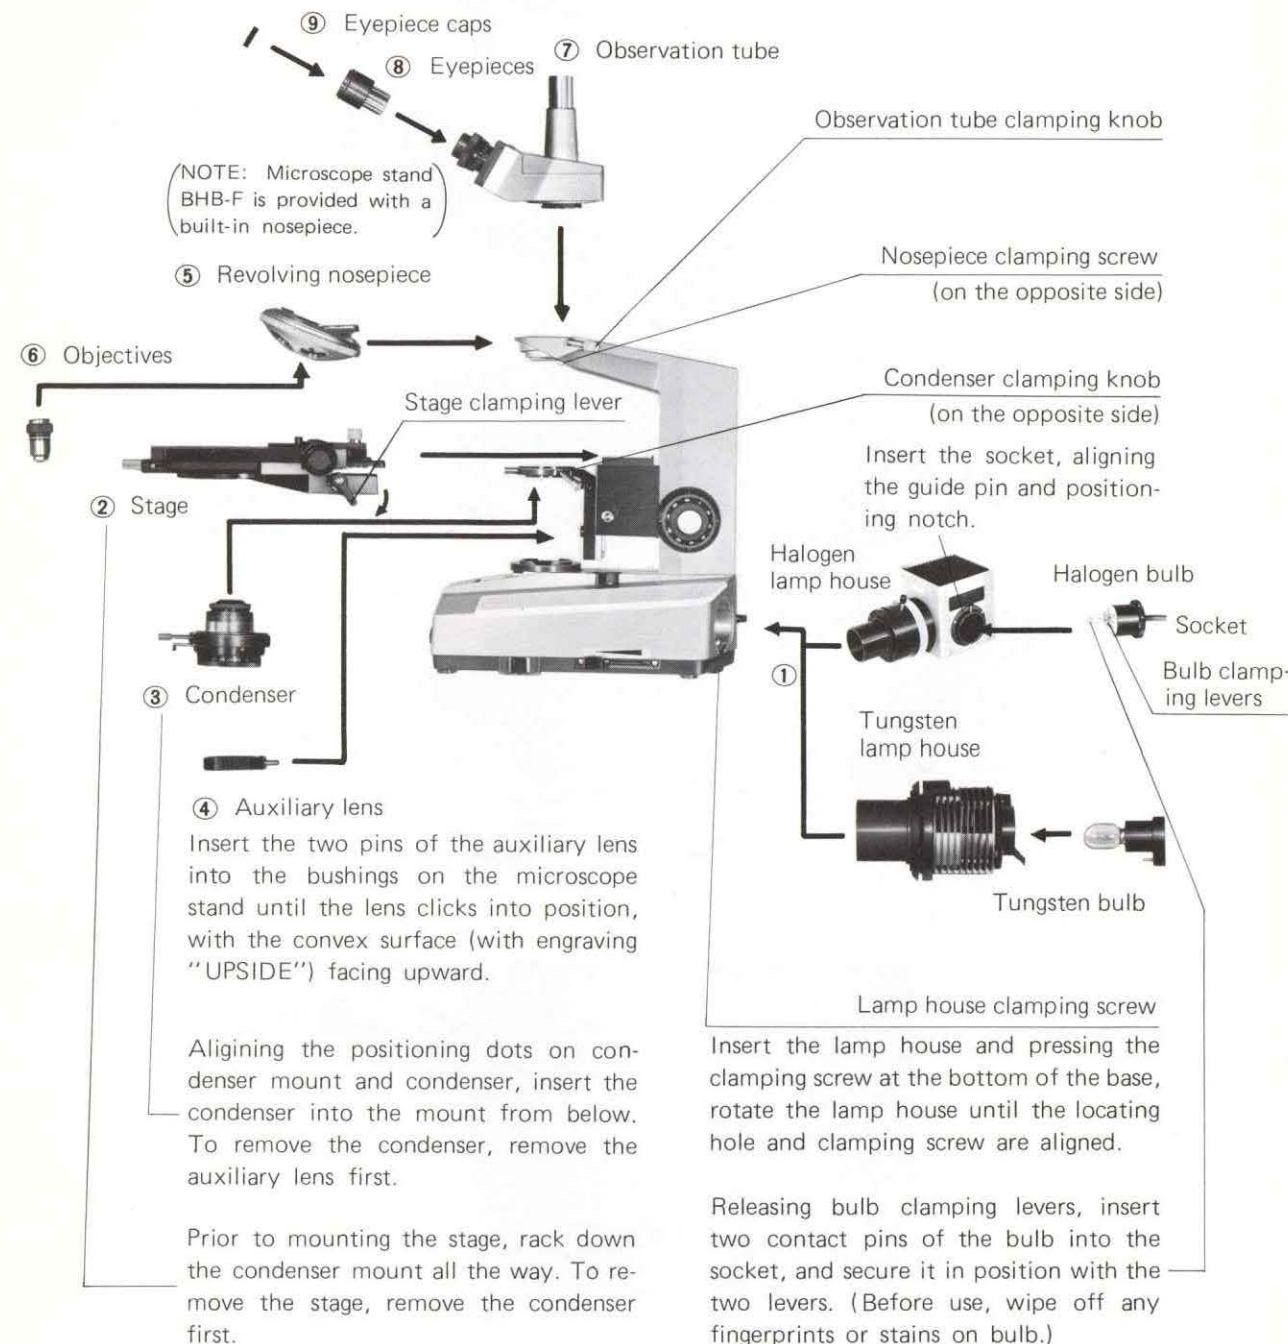 ⑨ Eyepiece caps
⑧ Eyepieces
⑦ Observation tube
Observation tube clamping knob
(NOTE: Microscope stand
BHB-F is provided with a
built-in nosepiece.)
Nosepiece clamping screw
(on the opposite side)
⑤ Revolving nosepiece
⑥ Objectives
Condenser clamping knob
(on the opposite side)
Stage clamping lever
Insert the socket, aligning
the guide pin and position-
ing notch.
② Stage
Halogen
lamp house
Halogen bulb
Socket
Bulb clamp-
ing levers
①
③ Condenser
Tungsten
lamp house
Tungsten bulb
④ Auxiliary lens
Insert the two pins of the auxiliary lens
into the bushings on the microscope
stand until the lens clicks into position,
with the convex surface (with engraving
"UPSIDE") facing upward.
Aligining the positioning dots on con-
denser mount and condenser, insert the
condenser into the mount from below.
To remove the condenser, remove the
auxiliary lens first.
Prior to mounting the stage, rack down
the condenser mount all the way. To re-
move the stage, remove the condenser
first.
Lamp house clamping screw
Insert the lamp house and pressing the
clamping screw at the bottom of the base,
rotate the lamp house until the locating
hole and clamping screw are aligned.
Releasing bulb clamping levers, insert
two contact pins of the bulb into the
socket, and secure it in position with the
two levers. (Before use, wipe off any
fingerprints or stains on bulb.)